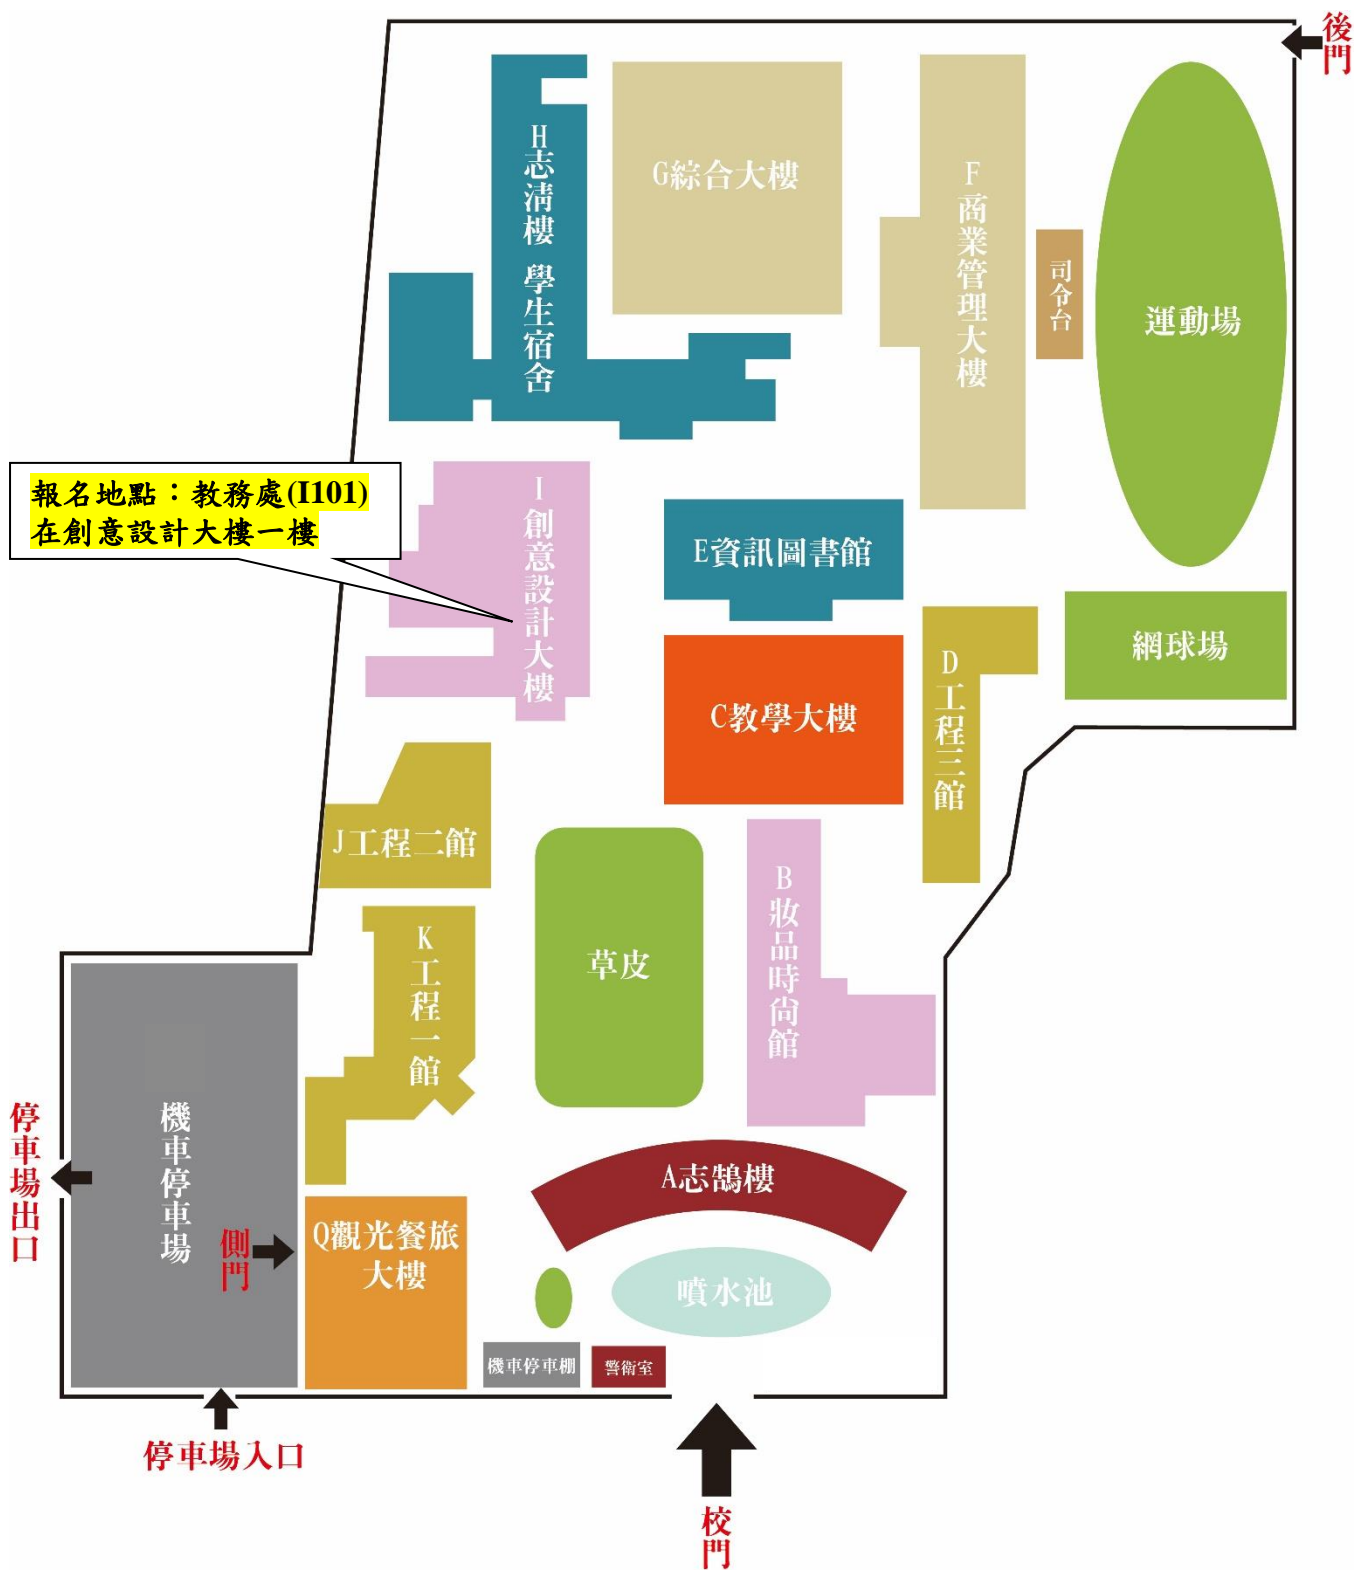 後門
H志清樓 學生宿舍
G綜合大樓
F商業管理大樓
司令台
運動場
報名地點：教務處(I101)
在創意設計大樓一樓
I創意設計大樓
E資訊圖書館
網球場
D工程三館
C教學大樓
J工程二館
B妝品時尚館
K工程一館
草皮
停車場出口
機車停車場
A志鵠樓
側門
Q觀光餐旅
大樓
噴水池
機車停車棚
警衛室
停車場入口
校門